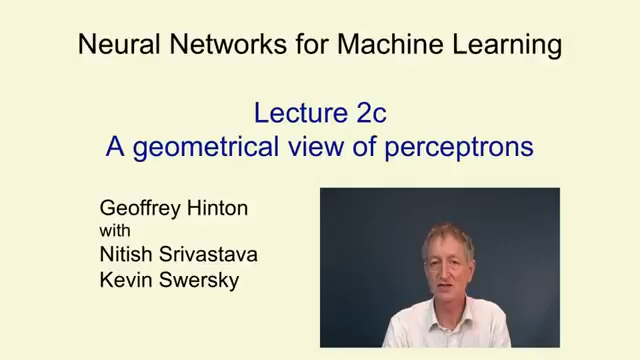 Neural Networks for Machine Learning
Lecture 2c
A geometrical view of perceptrons
Geoffrey Hinton
with
Nitish Srivastava
Kevin Swersky